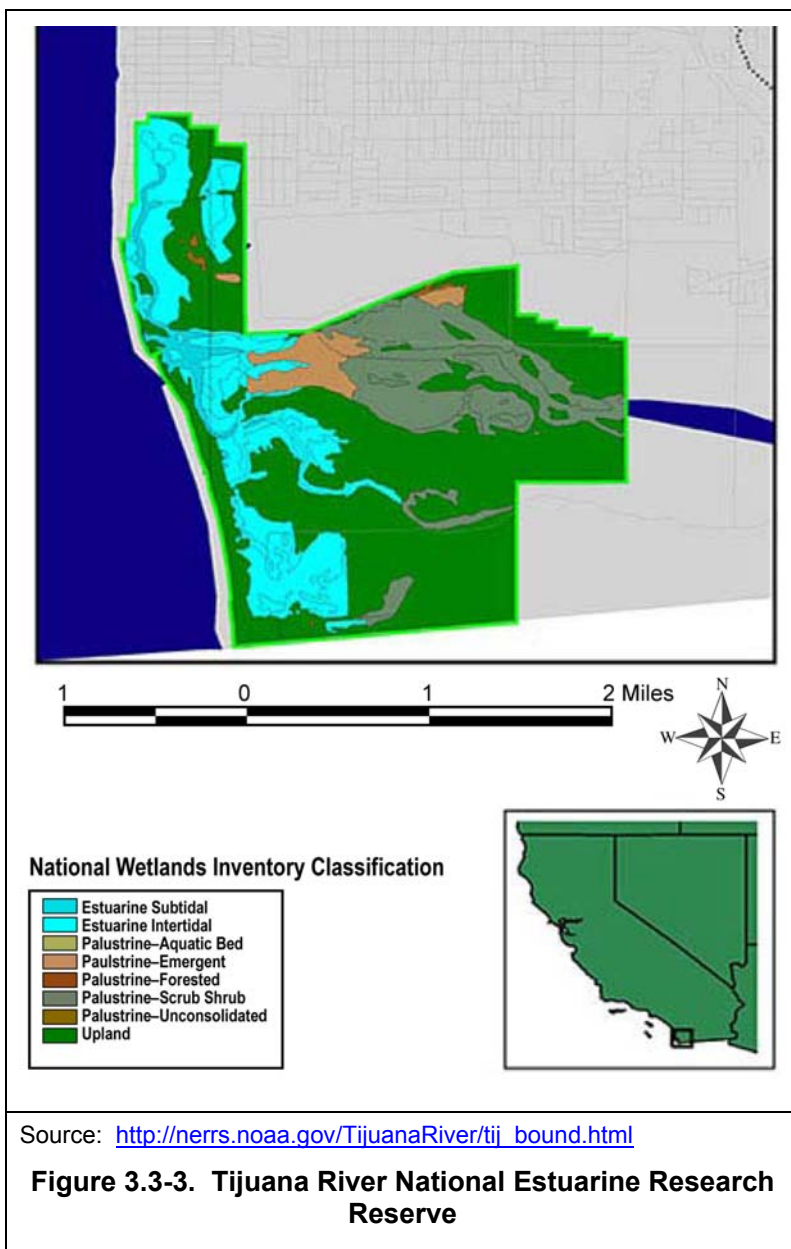 1 0 1 2 Miles
N
W E
S
National Wetlands Inventory Classification
Estuarine Subtidal
Estuarine Intertidal
Palustrine–Aquatic Bed
Paulstrine–Emergent
Palustrine–Forested
Palustrine–Scrub Shrub
Palustrine–Unconsolidated
Upland
Source: http://nerrs.noaa.gov/TijuanaRiver/tij_bound.html
Figure 3.3-3. Tijuana River National Estuarine Research
Reserve